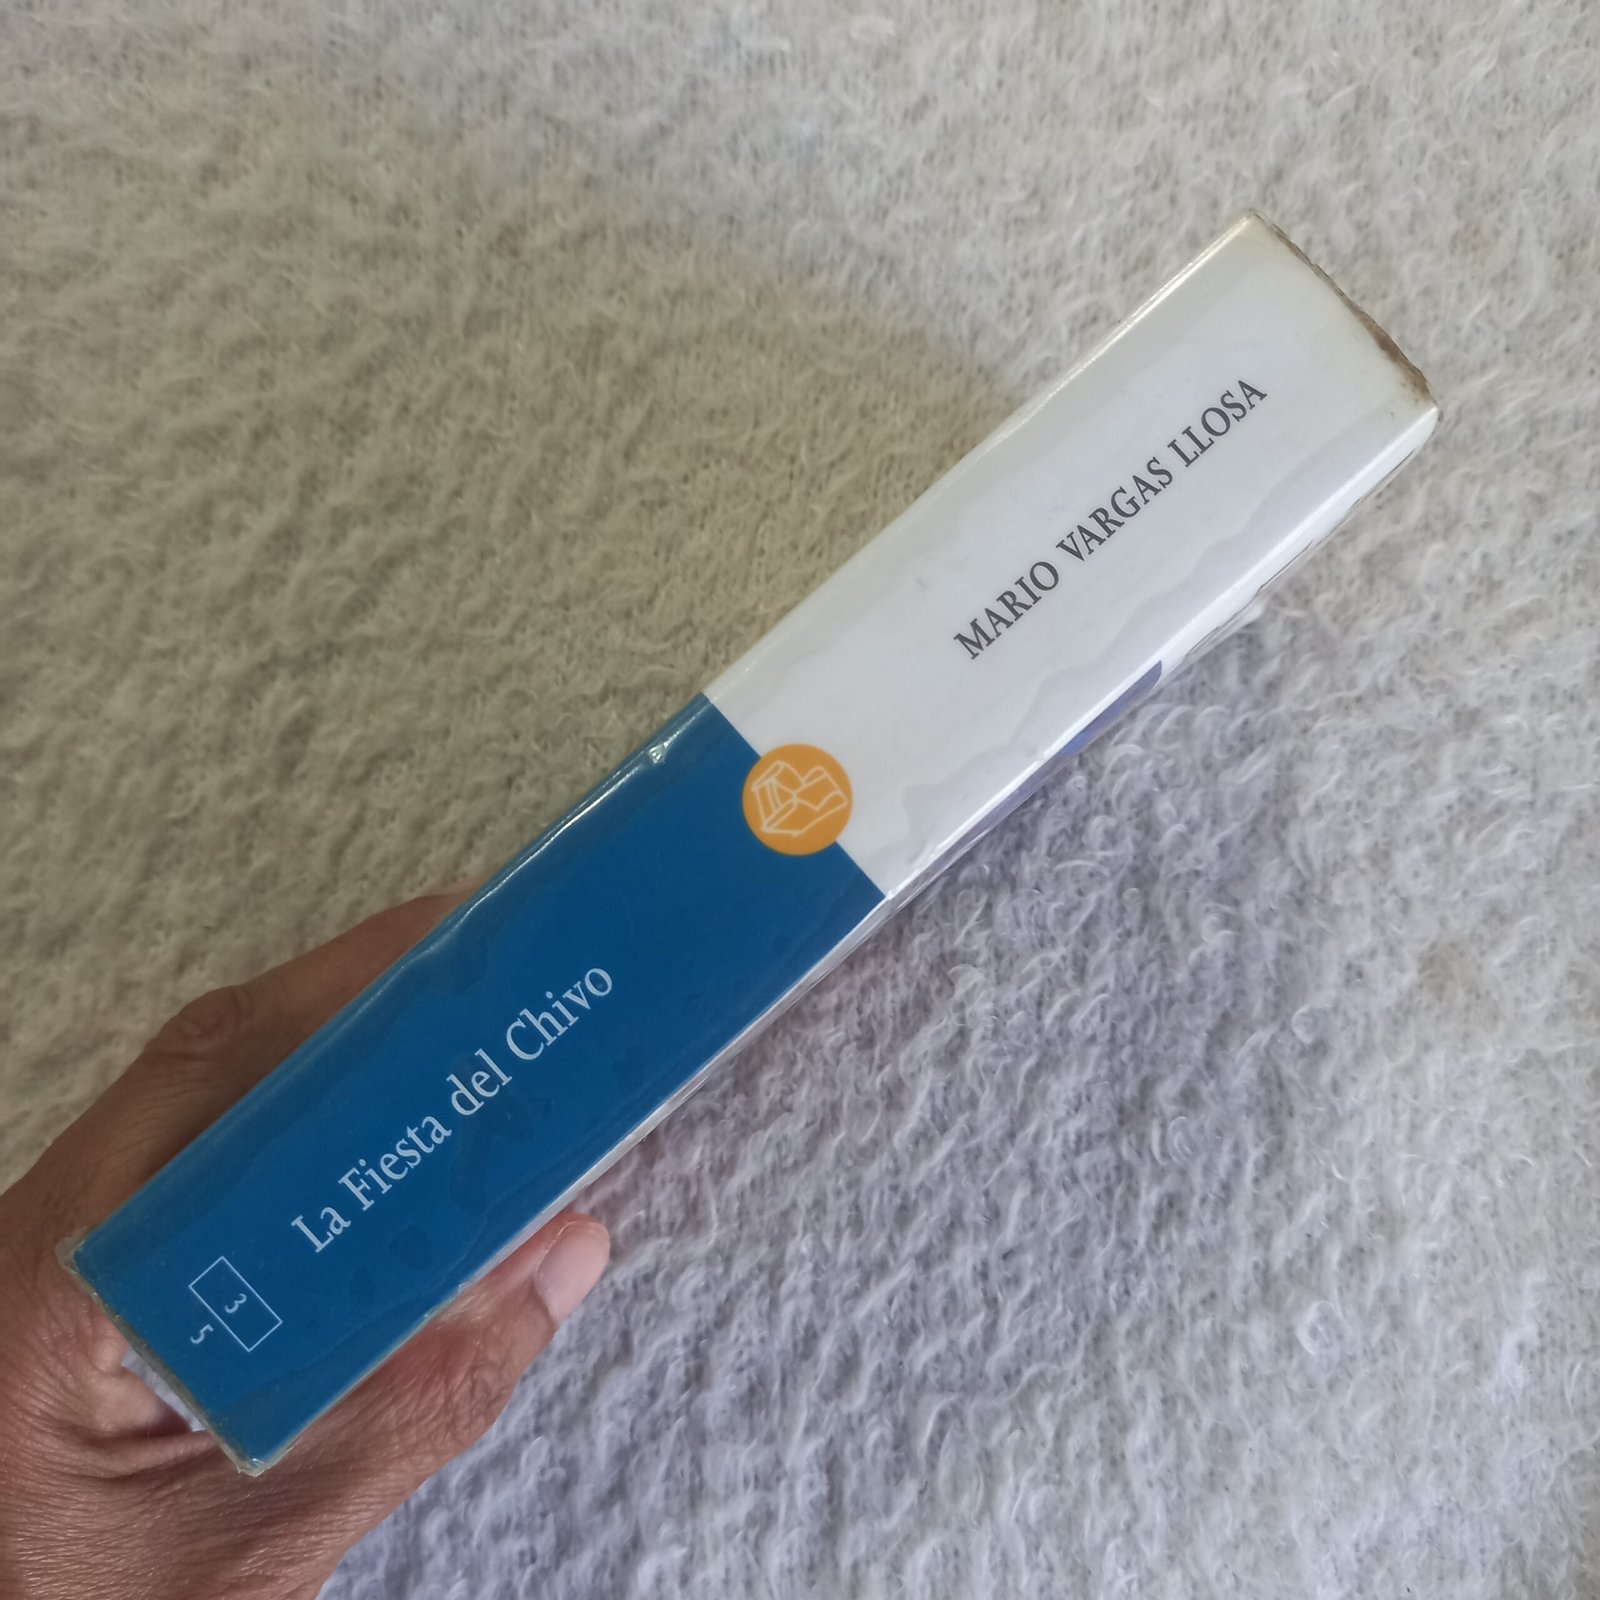 MARIO VARGAS LLOSA
La Fiesta del Chivo
3
5